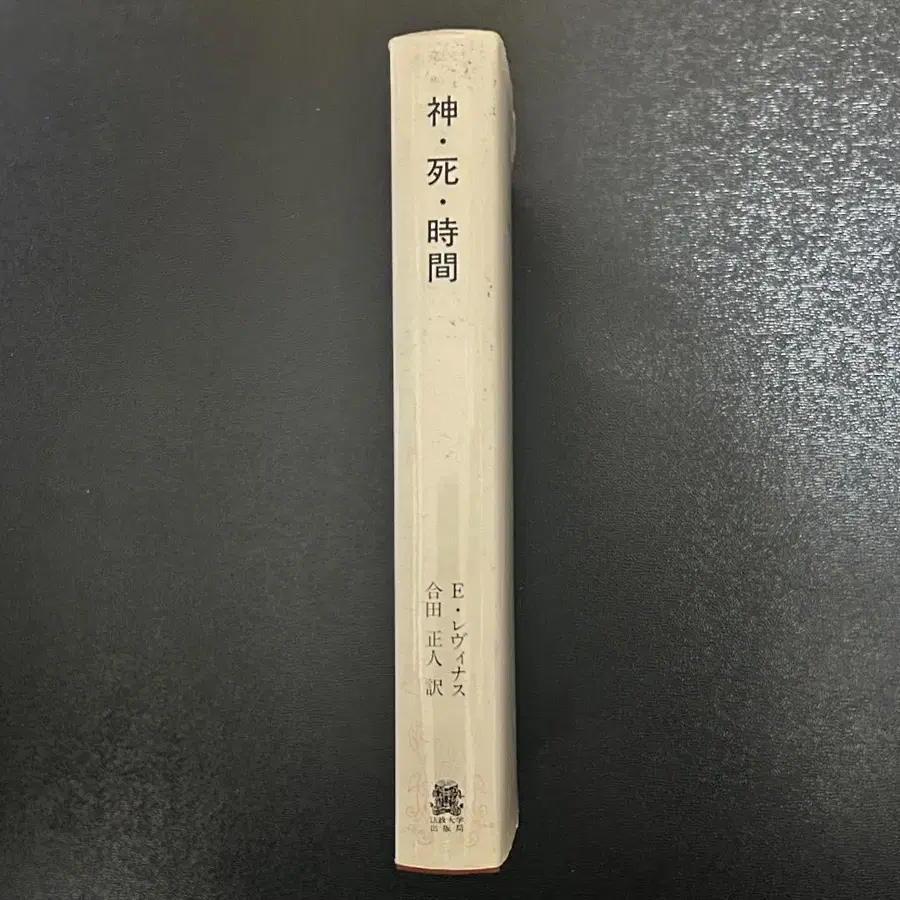 神・死・時間
E・レヴィナス
合田 正人 訳
法政大学
出版局